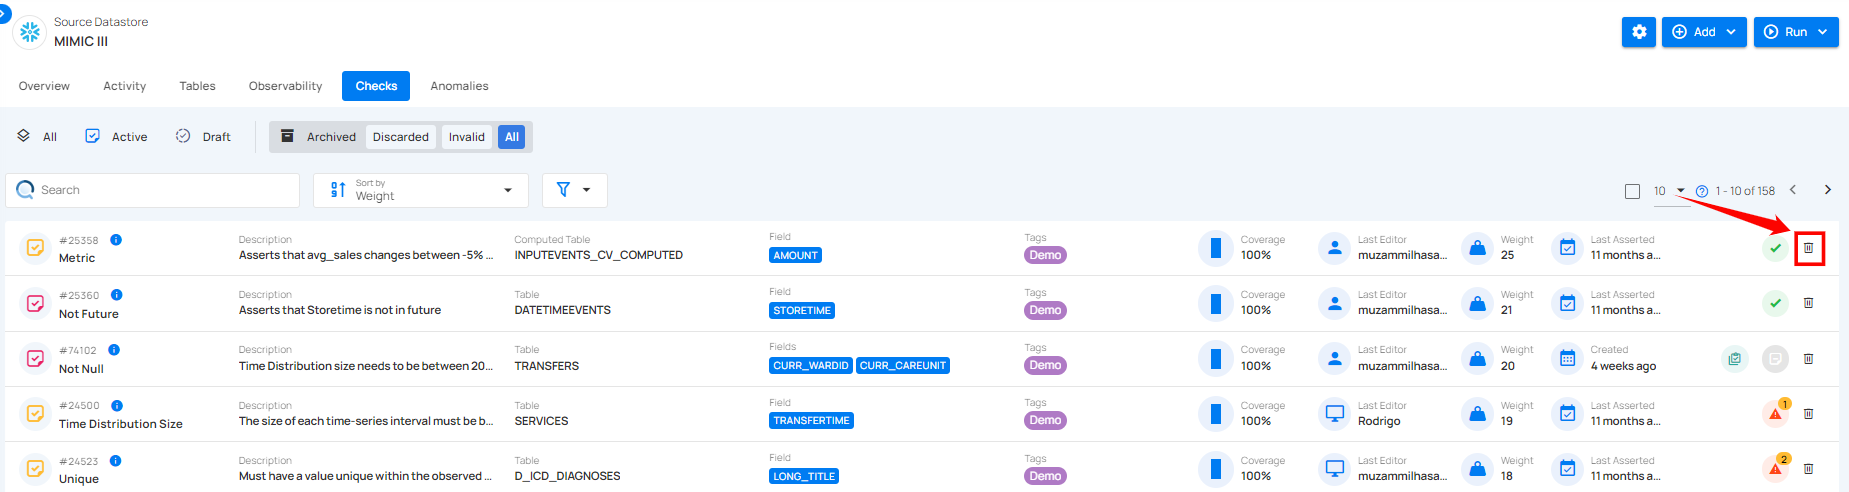 Source Datastore
MIMIC III
Add
Run
Overview Activity Tables Observability Checks Anomalies
All Active Draft Archived Discarded Invalid All
Search
Sort by
Weight
10 1 - 10 of 158
#25358 Description Computed Table Field Tags Coverage Last Editor Weight Last Asserted
Metric Asserts that avg_sales changes between -5% ... INPUTEVENTS_CV_COMPUTED AMOUNT Demo 100% muzammilhasa... 25 11 months a...
#25360 Description Table Field Tags Coverage Last Editor Weight Last Asserted
Not Future Asserts that Storetime is not in future DATETIMEEVENTS STORETIME Demo 100% muzammilhasa... 21 11 months a...
#74102 Description Table Fields Tags Coverage Last Editor Weight Created
Not Null Time Distribution size needs to be between 20... TRANSFERS CURR_WARDID CURR_CAREUNIT Demo 100% muzammilhasa... 20 4 weeks ago
#24500 Description Table Field Tags Coverage Last Editor Weight Last Asserted 1
Time Distribution Size The size of each time-series interval must be b... SERVICES TRANSFERTIME Demo 100% Rodrigo 19 11 months a...
#24523 Description Table Field Tags Coverage Last Editor Weight Last Asserted 2
Unique Must have a value unique within the observed ... D_ICD_DIAGNOSES LONG_TITLE Demo 100% muzammilhasa... 18 11 months a...